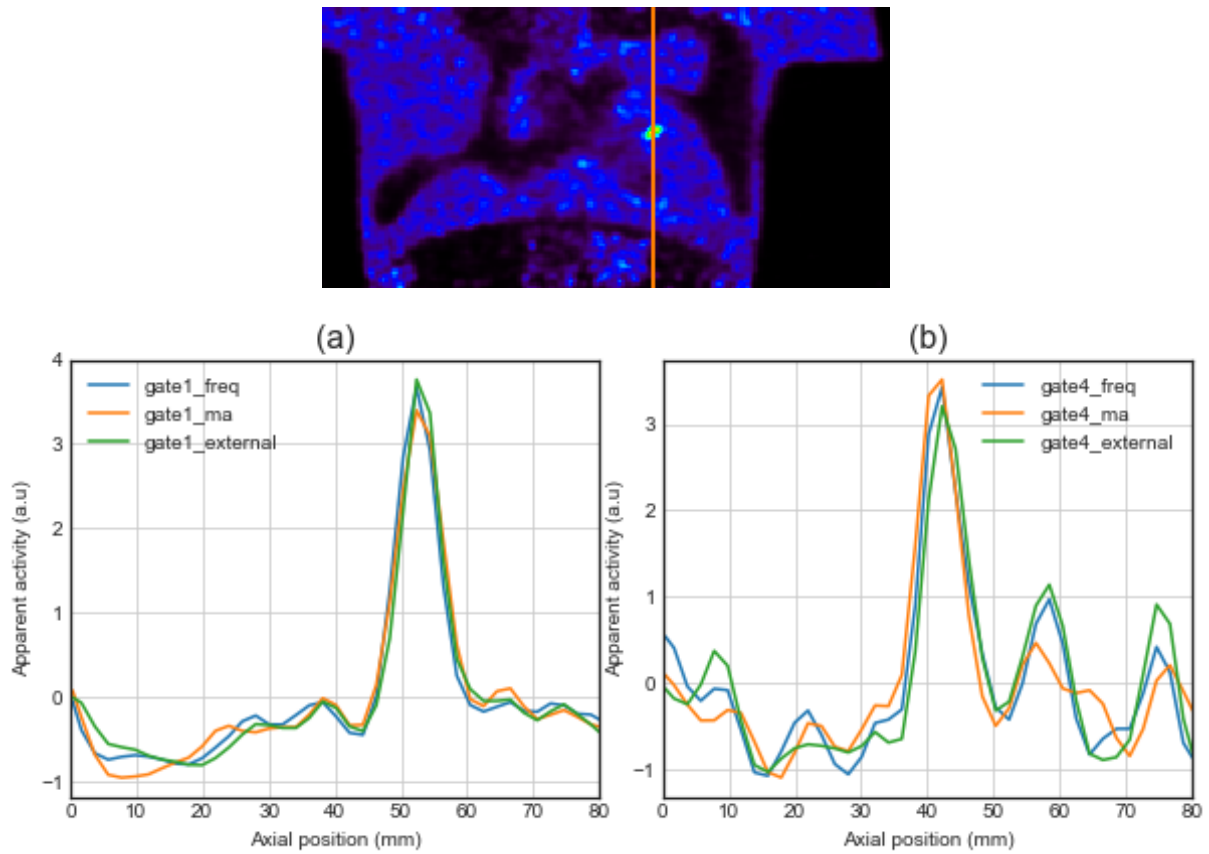 (a)
4
3
2
1
0
−1
0 10 20 30 40 50 60 70 80
Apparent activity (a.u)
Axial position (mm)
gate1_freq
gate1_ma
gate1_external
(b)
3
2
1
0
−1
0 10 20 30 40 50 60 70 80
Apparent activity (a.u)
Axial position (mm)
gate4_freq
gate4_ma
gate4_external